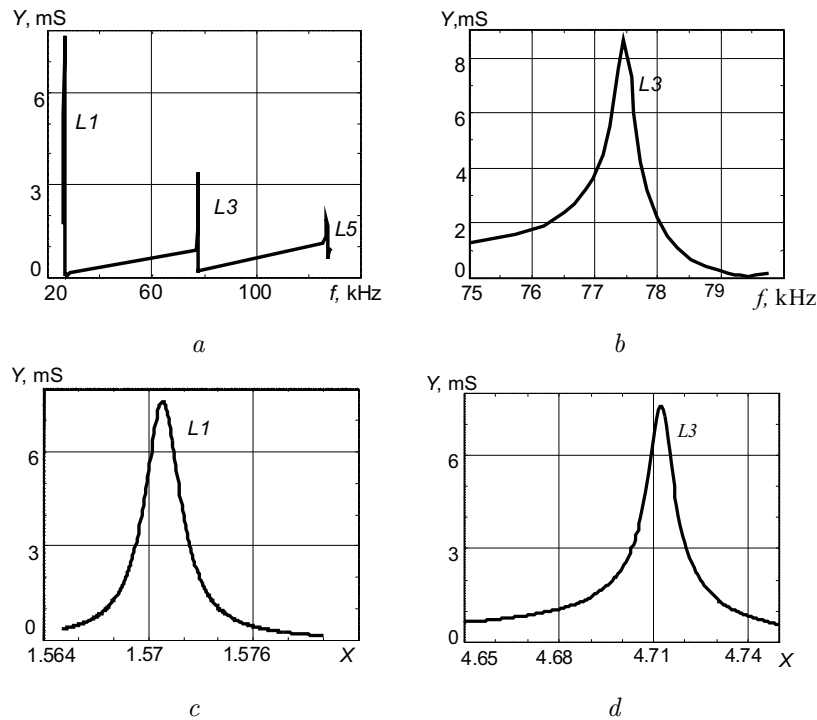 Y, mS
6
L1
3
L3
L5
0
20 60 100 f, kHz
a
Y,mS
8
L3
6
4
2
0
75 76 77 78 79 f, kHz
b
Y, mS
L1
6
3
0
1.564 1.57 1.576 X
c
Y, mS
L3
6
3
0
4.65 4.68 4.71 4.74 X
d